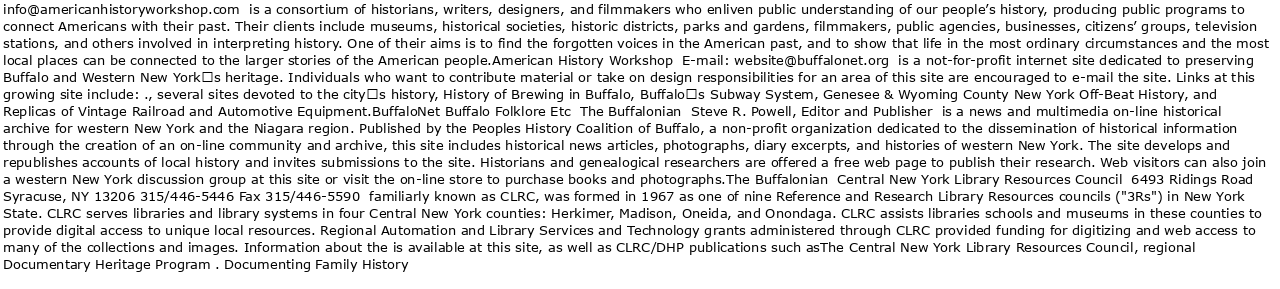 info@americanhistoryworkshop.com  is a consortium of historians, writers, designers, and filmmakers who enliven public understanding of our people’s history, producing public programs to
connect Americans with their past. Their clients include museums, historical societies, historic districts, parks and gardens, filmmakers, public agencies, businesses, citizens’ groups, television
stations, and others involved in interpreting history. One of their aims is to find the forgotten voices in the American past, and to show that life in the most ordinary circumstances and the most
local places can be connected to the larger stories of the American people.American History Workshop  E-mail: website@buffalonet.org  is a not-for-profit internet site dedicated to preserving
Buffalo and Western New York□s heritage. Individuals who want to contribute material or take on design responsibilities for an area of this site are encouraged to e-mail the site. Links at this
growing site include: ., several sites devoted to the city□s history, History of Brewing in Buffalo, Buffalo□s Subway System, Genesee & Wyoming County New York Off-Beat History, and
Replicas of Vintage Railroad and Automotive Equipment.BuffaloNet Buffalo Folklore Etc  The Buffalonian  Steve R. Powell, Editor and Publisher  is a news and multimedia on-line historical
archive for western New York and the Niagara region. Published by the Peoples History Coalition of Buffalo, a non-profit organization dedicated to the dissemination of historical information
through the creation of an on-line community and archive, this site includes historical news articles, photographs, diary excerpts, and histories of western New York. The site develops and
republishes accounts of local history and invites submissions to the site. Historians and genealogical researchers are offered a free web page to publish their research. Web visitors can also join
a western New York discussion group at this site or visit the on-line store to purchase books and photographs.The Buffalonian  Central New York Library Resources Council  6493 Ridings Road
Syracuse, NY 13206 315/446-5446 Fax 315/446-5590  familiarly known as CLRC, was formed in 1967 as one of nine Reference and Research Library Resources councils ("3Rs") in New York
State. CLRC serves libraries and library systems in four Central New York counties: Herkimer, Madison, Oneida, and Onondaga. CLRC assists libraries schools and museums in these counties to
provide digital access to unique local resources. Regional Automation and Library Services and Technology grants administered through CLRC provided funding for digitizing and web access to
many of the collections and images. Information about the is available at this site, as well as CLRC/DHP publications such asThe Central New York Library Resources Council, regional
Documentary Heritage Program . Documenting Family History